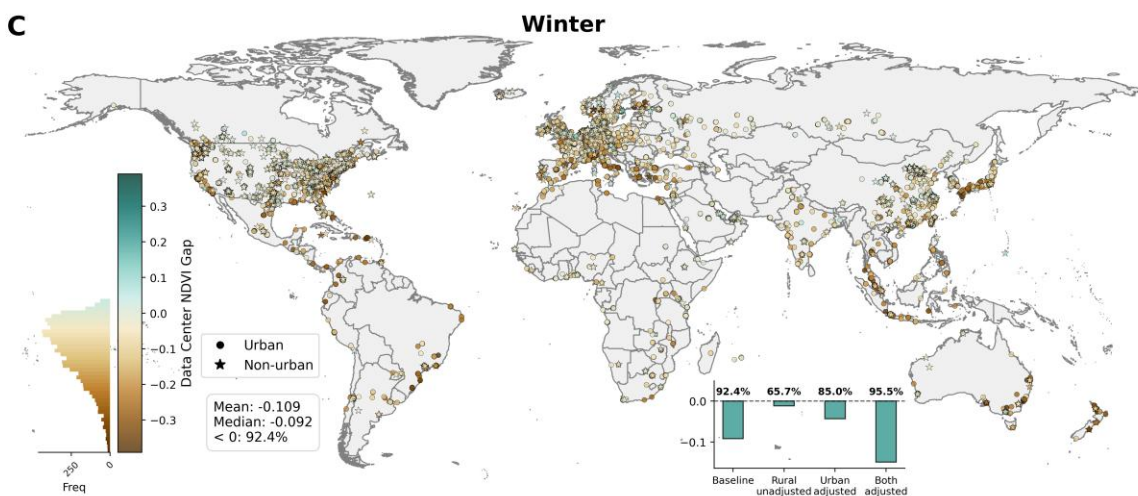 C
Winter
0.3
0.2
0.1
0.0
−0.1
−0.2
−0.3
Data Center NDVI Gap
250
0
Freq
Urban
Non-urban
Mean: -0.109
Median: -0.092
< 0: 92.4%
92.4% 65.7% 85.0% 95.5%
0.0
−0.1
Baseline Rural unadjusted Urban adjusted Both adjusted